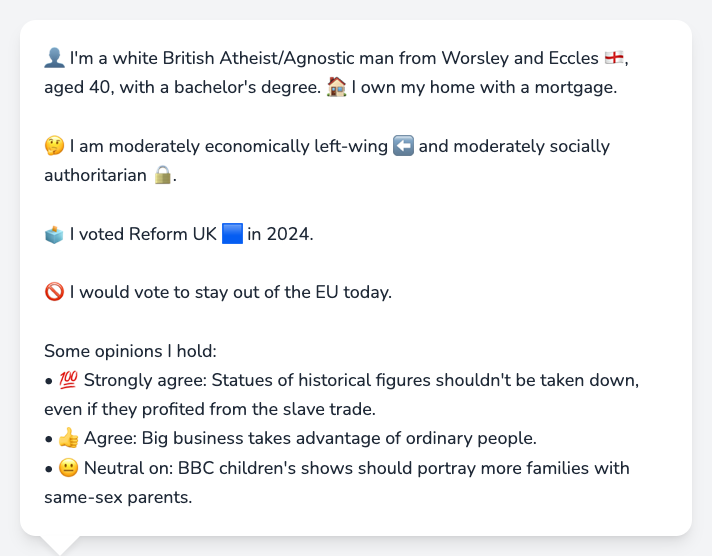 👤 I'm a white British Atheist/Agnostic man from Worsley and Eccles 🏴󠁧󠁢󠁥󠁮󠁧󠁿,
aged 40, with a bachelor's degree. 🏠 I own my home with a mortgage.
🤔 I am moderately economically left-wing ⬅️ and moderately socially
authoritarian 🔒.
🗳️ I voted Reform UK 🟦 in 2024.
🚫 I would vote to stay out of the EU today.
Some opinions I hold:
• 💯 Strongly agree: Statues of historical figures shouldn't be taken down,
even if they profited from the slave trade.
• 👍 Agree: Big business takes advantage of ordinary people.
• 😐 Neutral on: BBC children's shows should portray more families with
same-sex parents.